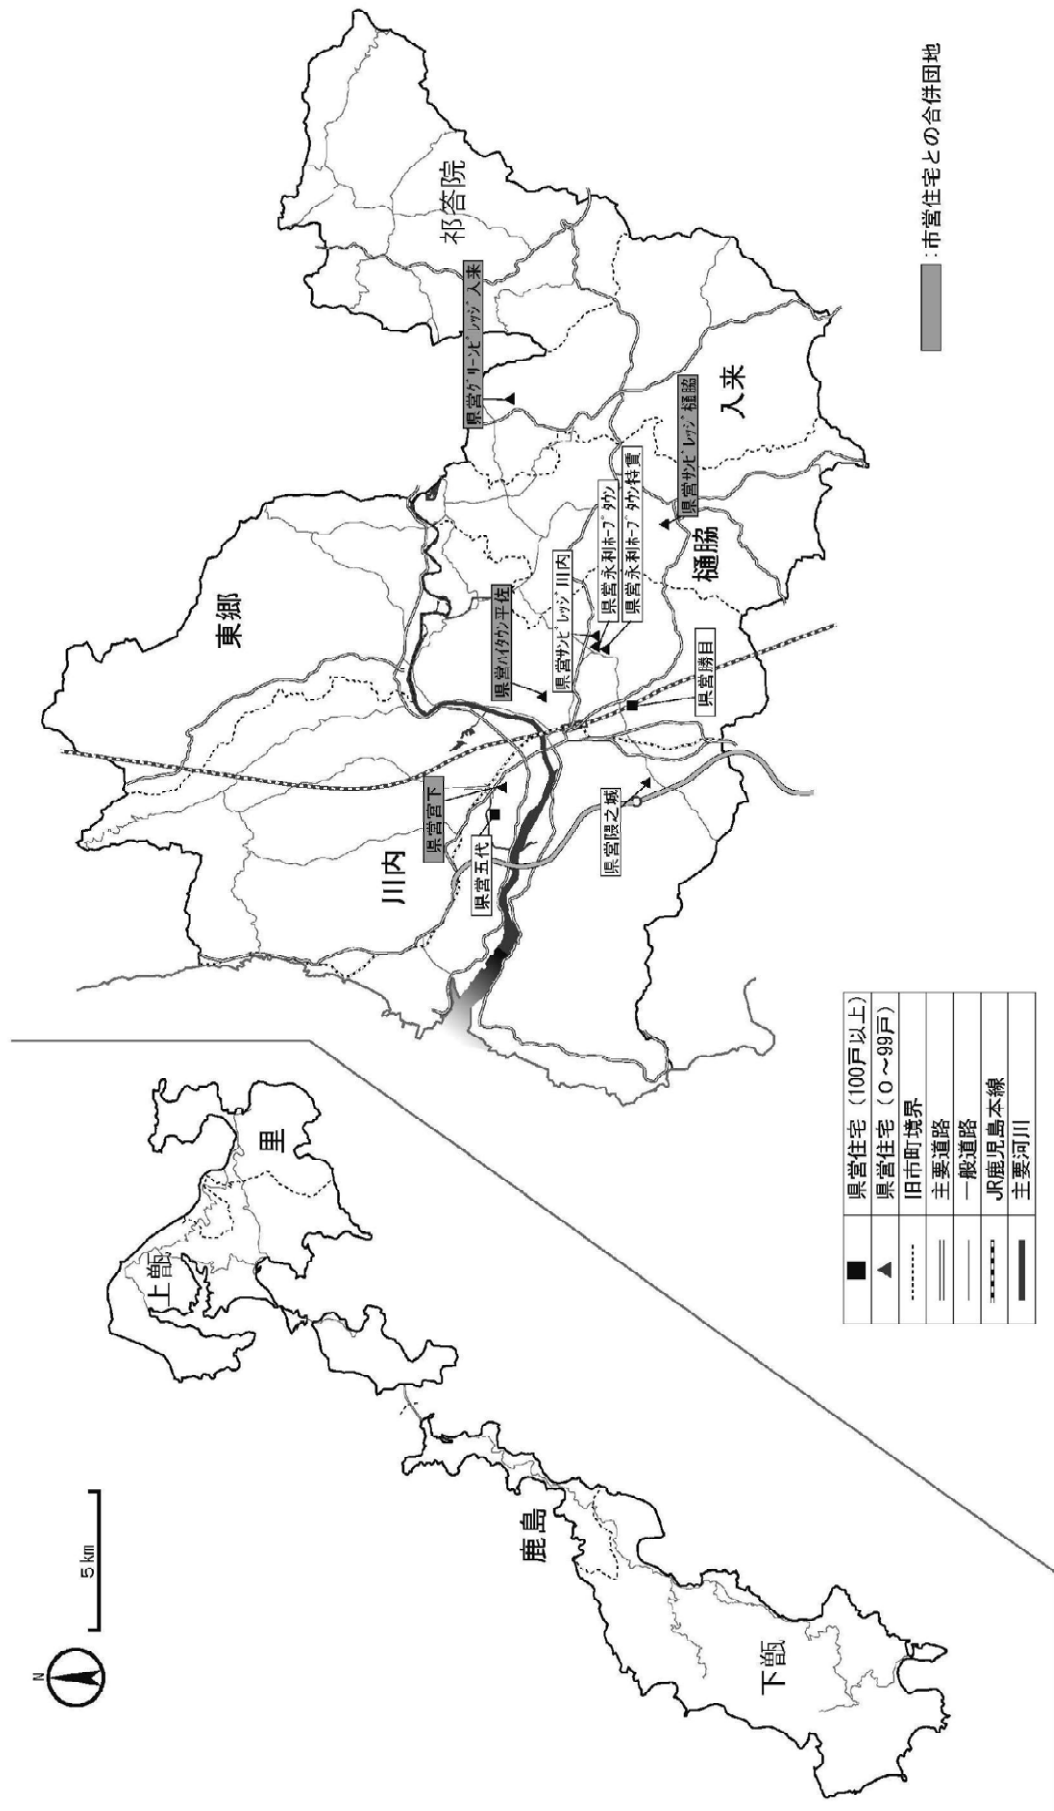 N
5km
里
上甑
鹿島
下甑
東郷
川内
祁答院
入来
樋脇
県営グリーンビレッジ入来
県営ハイタウン平佐
県営サンビレッジ川内
県営永利ホープタウン
県営永利ホープタウン特賃
県営サンビレッジ樋脇
県営宮下
県営五代
県営隈之城
県営勝目
県営住宅（100戸以上）
県営住宅（0～99戸）
旧市町境界
主要道路
一般道路
JR鹿児島本線
主要河川
：市営住宅との合併団地